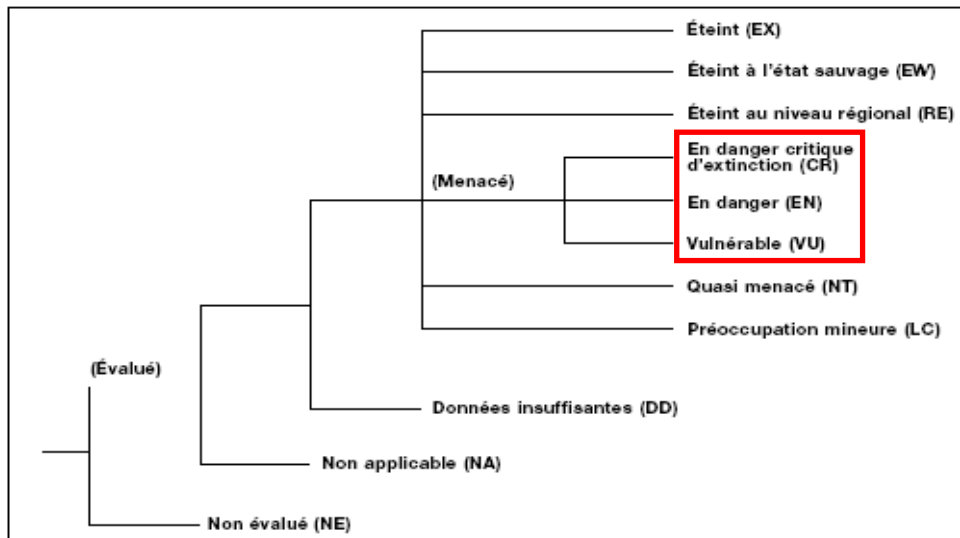 Éteint (EX)
Éteint à l'état sauvage (EW)
Éteint au niveau régional (RE)
En danger critique
d'extinction (CR)
(Menacé)
En danger (EN)
Vulnérable (VU)
Quasi menacé (NT)
Préoccupation mineure (LC)
(Évalué)
Données insuffisantes (DD)
Non applicable (NA)
Non évalué (NE)